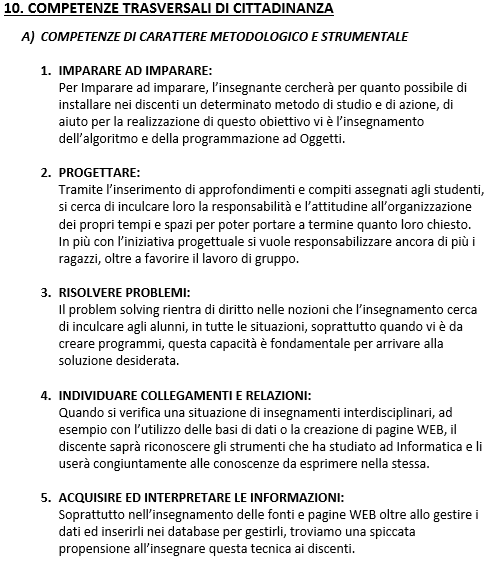 10. COMPETENZE TRASVERSALI DI CITTADINANZA
A) COMPETENZE DI CARATTERE METODOLOGICO E STRUMENTALE
1. IMPARARE AD IMPARARE:
Per Imparare ad imparare, l'insegnante cercherà per quanto possibile di
installare nei discenti un determinato metodo di studio e di azione, di
aiuto per la realizzazione di questo obiettivo vi è l'insegnamento
dell'algoritmo e della programmazione ad Oggetti.
2. PROGETTARE:
Tramite l'inserimento di approfondimenti e compiti assegnati agli studenti,
si cerca di inculcare loro la responsabilità e l'attitudine all'organizzazione
dei propri tempi e spazi per poter portare a termine quanto loro chiesto.
In più con l'iniziativa progettuale si vuole responsabilizzare ancora di più i
ragazzi, oltre a favorire il lavoro di gruppo.
3. RISOLVERE PROBLEMI:
Il problem solving rientra di diritto nelle nozioni che l'insegnamento cerca
di inculcare agli alunni, in tutte le situazioni, soprattutto quando vi è da
creare programmi, questa capacità è fondamentale per arrivare alla
soluzione desiderata.
4. INDIVIDUARE COLLEGAMENTI E RELAZIONI:
Quando si verifica una situazione di insegnamenti interdisciplinari, ad
esempio con l'utilizzo delle basi di dati o la creazione di pagine WEB, il
discente saprà riconoscere gli strumenti che ha studiato ad Informatica e li
userà congiuntamente alle conoscenze da esprimere nella stessa.
5. ACQUISIRE ED INTERPRETARE LE INFORMAZIONI:
Soprattutto nell'insegnamento delle fonti e pagine WEB oltre allo gestire i
dati ed inserirli nei database per gestirli, troviamo una spiccata
propensione all'insegnare questa tecnica ai discenti.